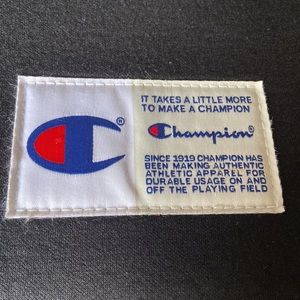 IT TAKES A LITTLE MORE
TO MAKE A CHAMPION
®
Champion®
SINCE 1919 CHAMPION HAS
BEEN MAKING AUTHENTIC
ATHLETIC APPAREL FOR
DURABLE USAGE ON AND
OFF THE PLAYING FIELD